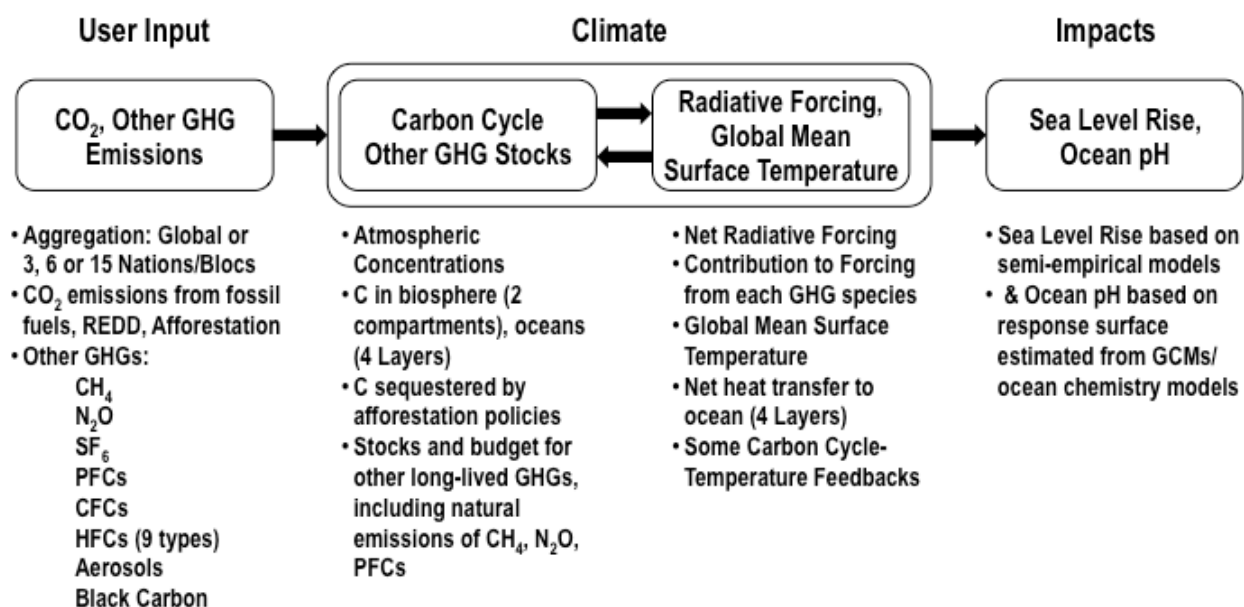 User Input
Climate
Impacts
CO₂, Other GHG
Emissions
Carbon Cycle
Other GHG Stocks
Radiative Forcing,
Global Mean
Surface Temperature
Sea Level Rise,
Ocean pH
• Aggregation: Global or
3, 6 or 15 Nations/Blocs
• CO₂ emissions from fossil
fuels, REDD, Afforestation
• Other GHGs:
CH₄
N₂O
SF₆
PFCs
CFCs
HFCs (9 types)
Aerosols
Black Carbon
• Atmospheric
Concentrations
• C in biosphere (2
compartments), oceans
(4 Layers)
• C sequestered by
afforestation policies
• Stocks and budget for
other long-lived GHGs,
including natural
emissions of CH₄, N₂O,
PFCs
• Net Radiative Forcing
• Contribution to Forcing
from each GHG species
• Global Mean Surface
Temperature
• Net heat transfer to
ocean (4 Layers)
• Some Carbon Cycle-
Temperature Feedbacks
• Sea Level Rise based on
semi-empirical models
• & Ocean pH based on
response surface
estimated from GCMs/
ocean chemistry models